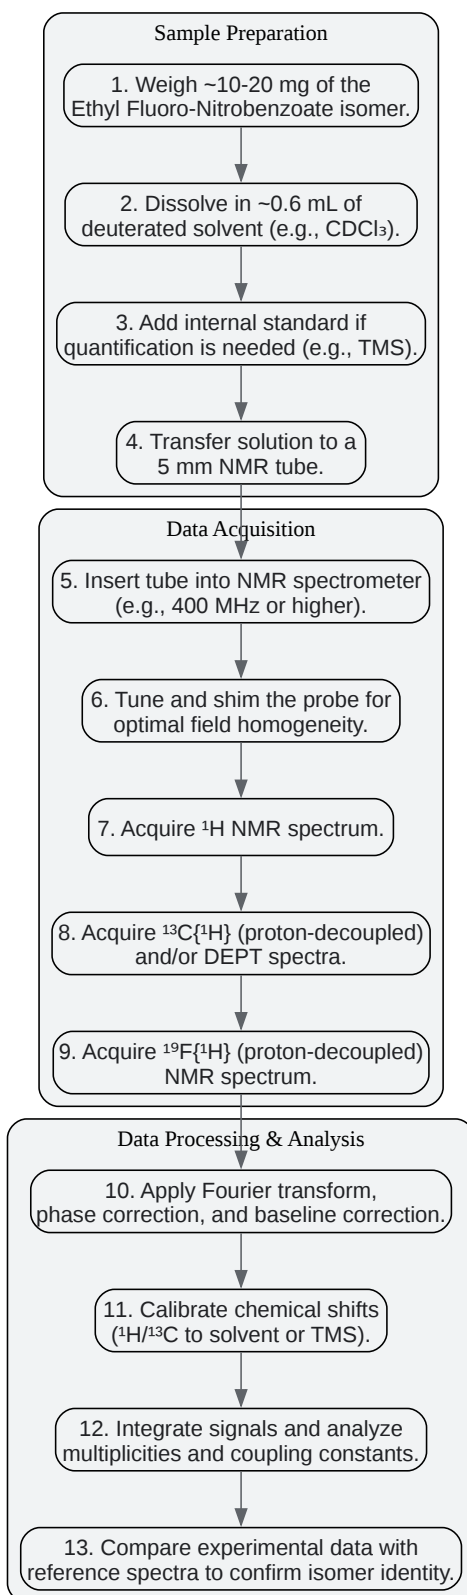 Sample Preparation
1. Weigh ~10-20 mg of the
Ethyl Fluoro-Nitrobenzoate isomer.
2. Dissolve in ~0.6 mL of
deuterated solvent (e.g., CDCl₃).
3. Add internal standard if
quantification is needed (e.g., TMS).
4. Transfer solution to a
5 mm NMR tube.
Data Acquisition
5. Insert tube into NMR spectrometer
(e.g., 400 MHz or higher).
6. Tune and shim the probe for
optimal field homogeneity.
7. Acquire ¹H NMR spectrum.
8. Acquire ¹³C{¹H} (proton-decoupled)
and/or DEPT spectra.
9. Acquire ¹⁹F{¹H} (proton-decoupled)
NMR spectrum.
Data Processing & Analysis
10. Apply Fourier transform,
phase correction, and baseline correction.
11. Calibrate chemical shifts
(¹H/¹³C to solvent or TMS).
12. Integrate signals and analyze
multiplicities and coupling constants.
13. Compare experimental data with
reference spectra to confirm isomer identity.